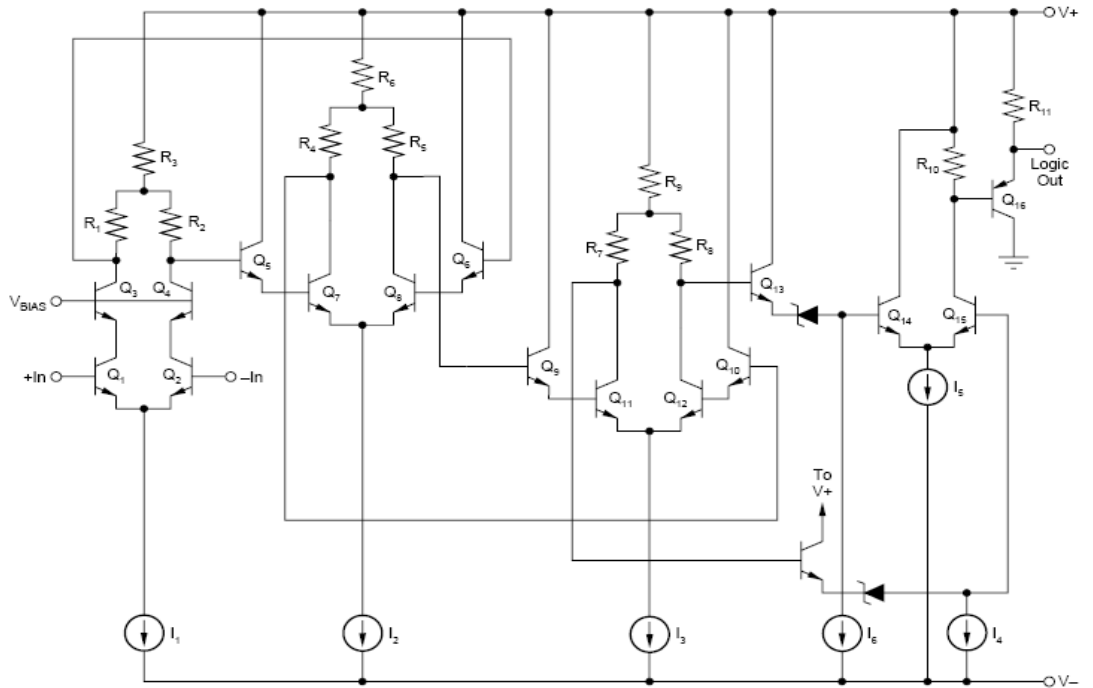 V+
R6
R11
R4
R5
R3
R10
Logic
Out
R9
Q16
R1
R2
R7
R8
Q5
Q6
Q3
Q4
Q7
Q8
Q13
VBIAS
Q14
Q15
+In
Q1
Q2
–In
Q9
Q10
I5
Q11
Q12
To
V+
I1
I2
I3
I6
I4
V–